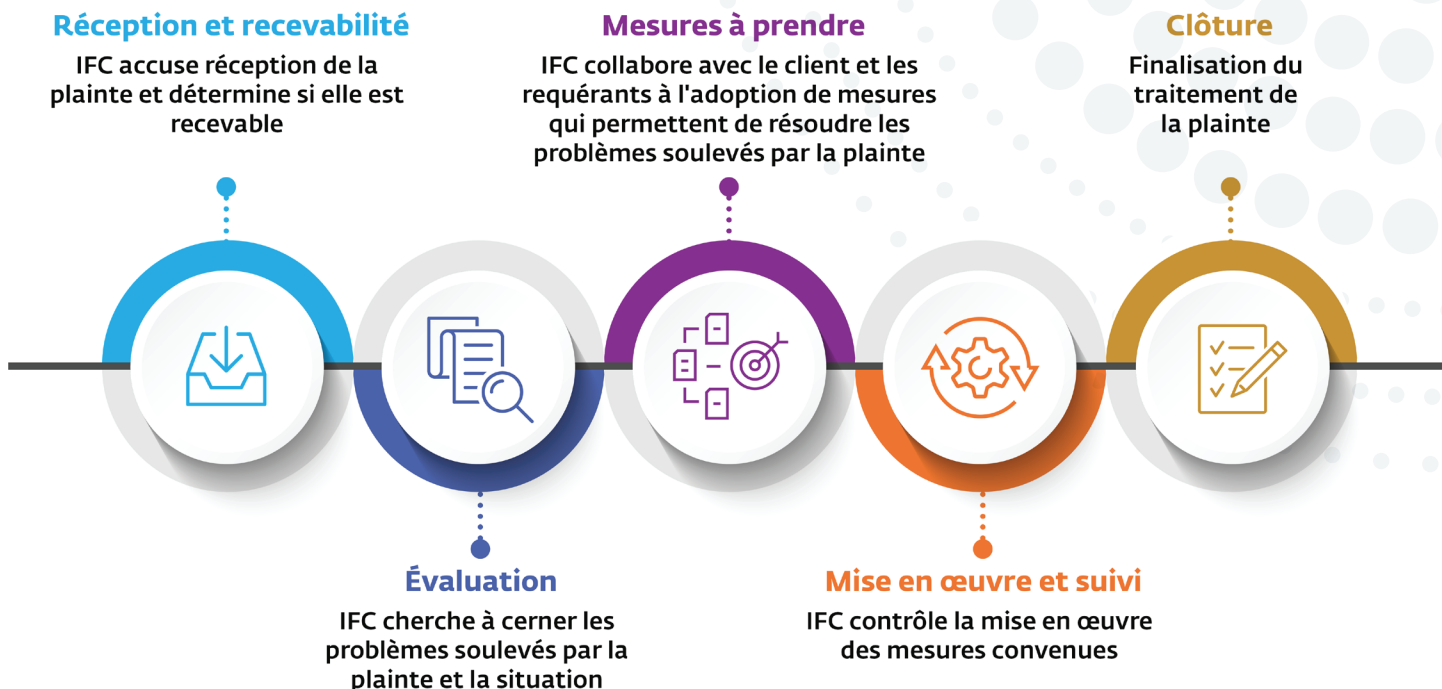 Réception et recevabilité
IFC accuse réception de la
plainte et détermine si elle est
recevable
Évaluation
IFC cherche à cerner les
problèmes soulevés par la
plainte et la situation
Mesures à prendre
IFC collabore avec le client et les
requérants à l'adoption de mesures
qui permettent de résoudre les
problèmes soulevés par la plainte
Mise en œuvre et suivi
IFC contrôle la mise en œuvre
des mesures convenues
Clôture
Finalisation du
traitement de
la plainte